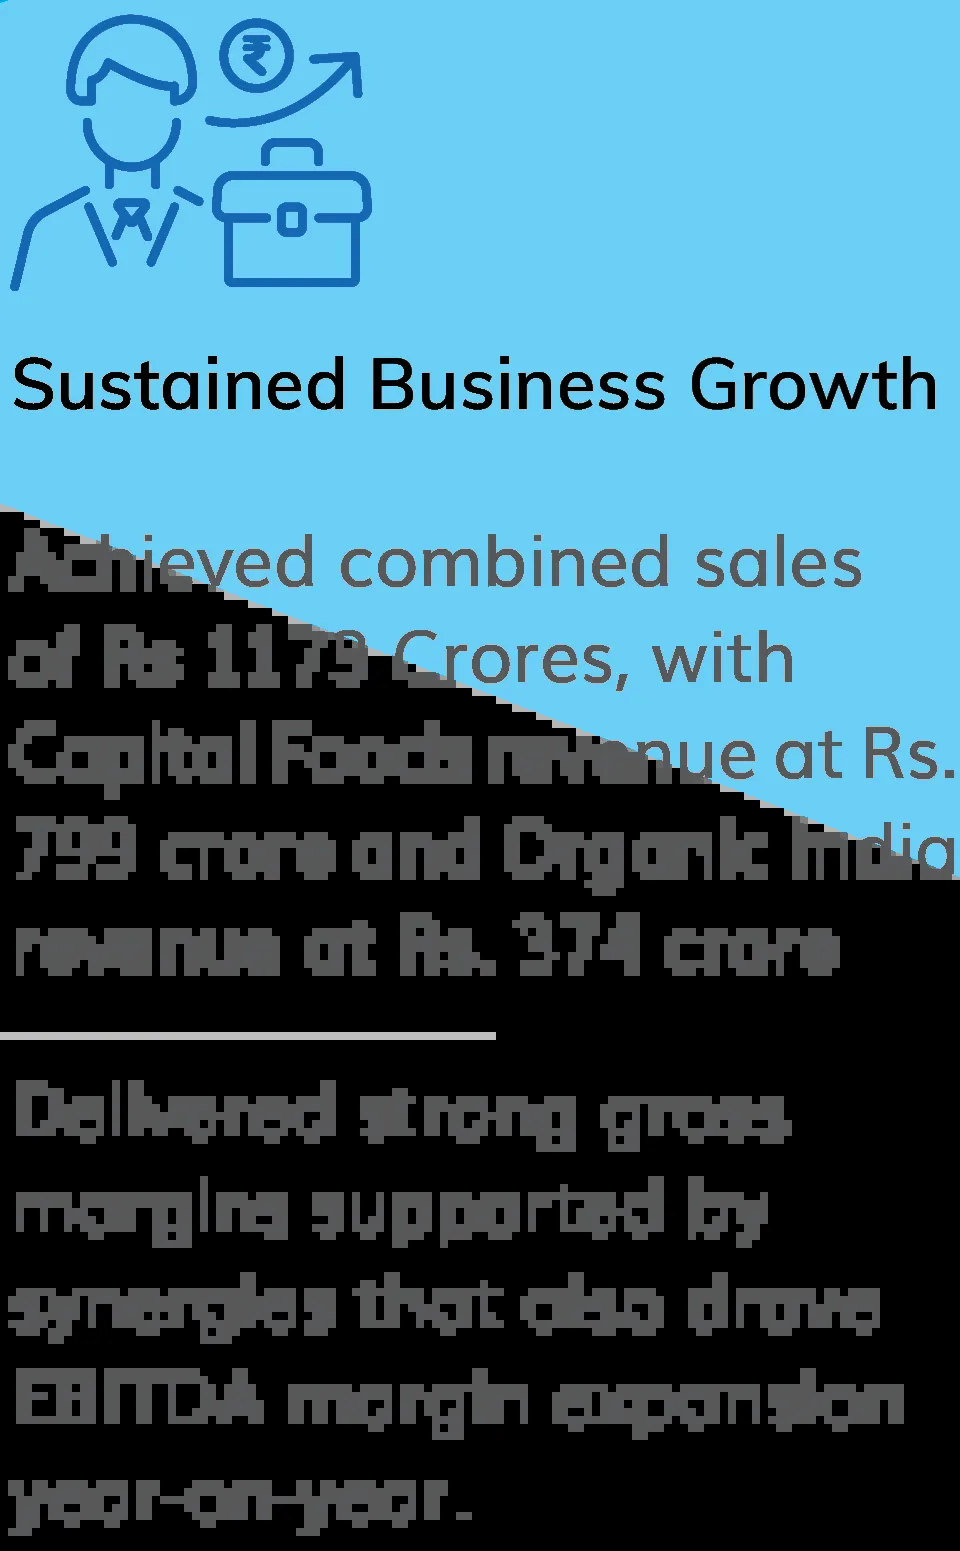 ₹
Sustained Business Growth
Achieved combined sales
of Rs 1173 Crores, with
Capital Foods revenue at Rs.
799 crore and Organic India
revenue at Rs. 374 crore
Delivered strong gross
margins supported by
synergies that also drove
EBITDA margin expansion
year-on-year.